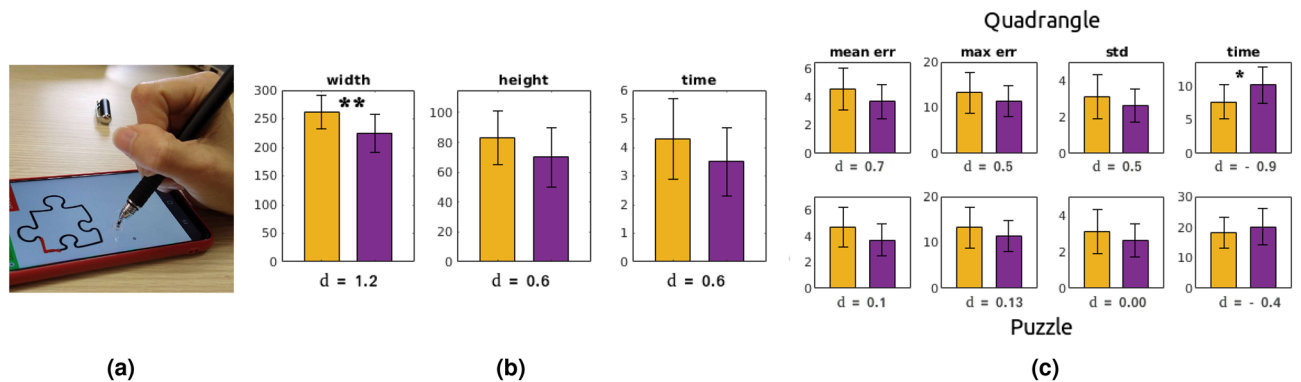 Quadrangle
width
**
300
250
200
150
100
50
0
d = 1.2
height
100
80
60
40
20
0
d = 0.6
time
6
5
4
3
2
1
0
d = 0.6
mean err
6
4
2
0
d = 0.7
max err
20
10
0
d = 0.5
std
4
2
0
d = 0.5
time
*
10
5
0
d = - 0.9
6
4
2
0
d = 0.1
20
10
0
d = 0.13
4
2
0
d = 0.00
30
20
10
0
d = - 0.4
Puzzle
(a)
(b)
(c)